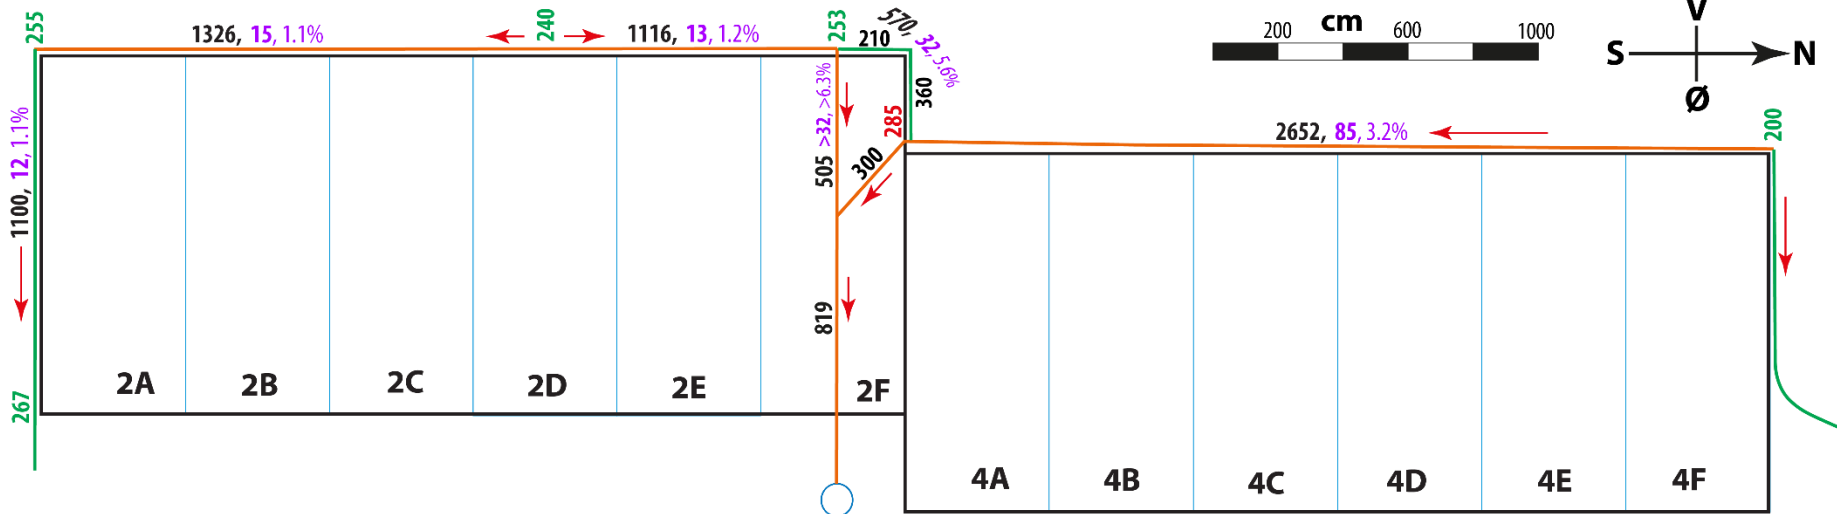 255
1326, 15, 1.1%
240
1116, 13, 1.2%
253
210
570, 32, 5.6%
360
285
>32, >6.3%
505
300
819
1100, 12, 1.1%
267
2A
2B
2C
2D
2E
2F
cm
200
600
1000
V
S
N
Ø
2652, 85, 3.2%
200
4A
4B
4C
4D
4E
4F